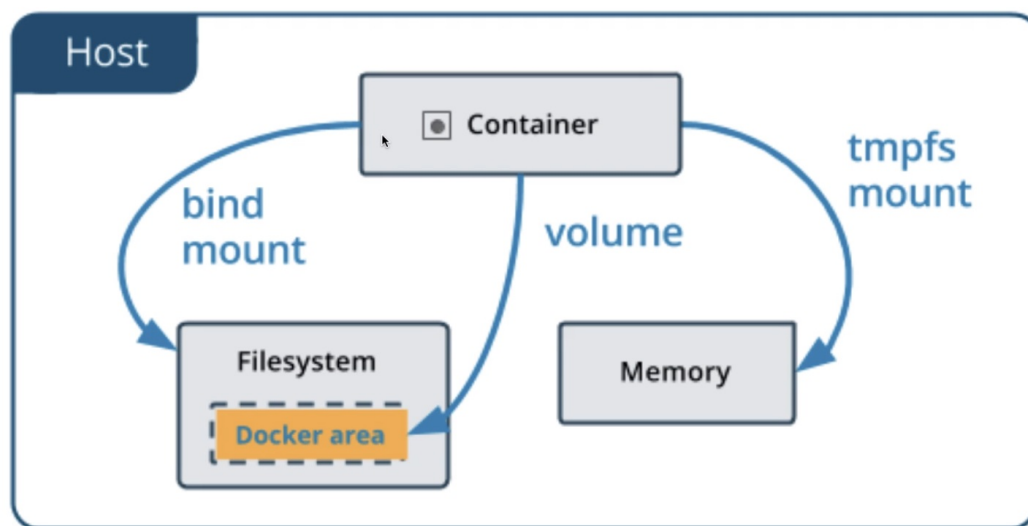 Host
Container
bind
mount
volume
tmpfs
mount
Filesystem
Docker area
Memory